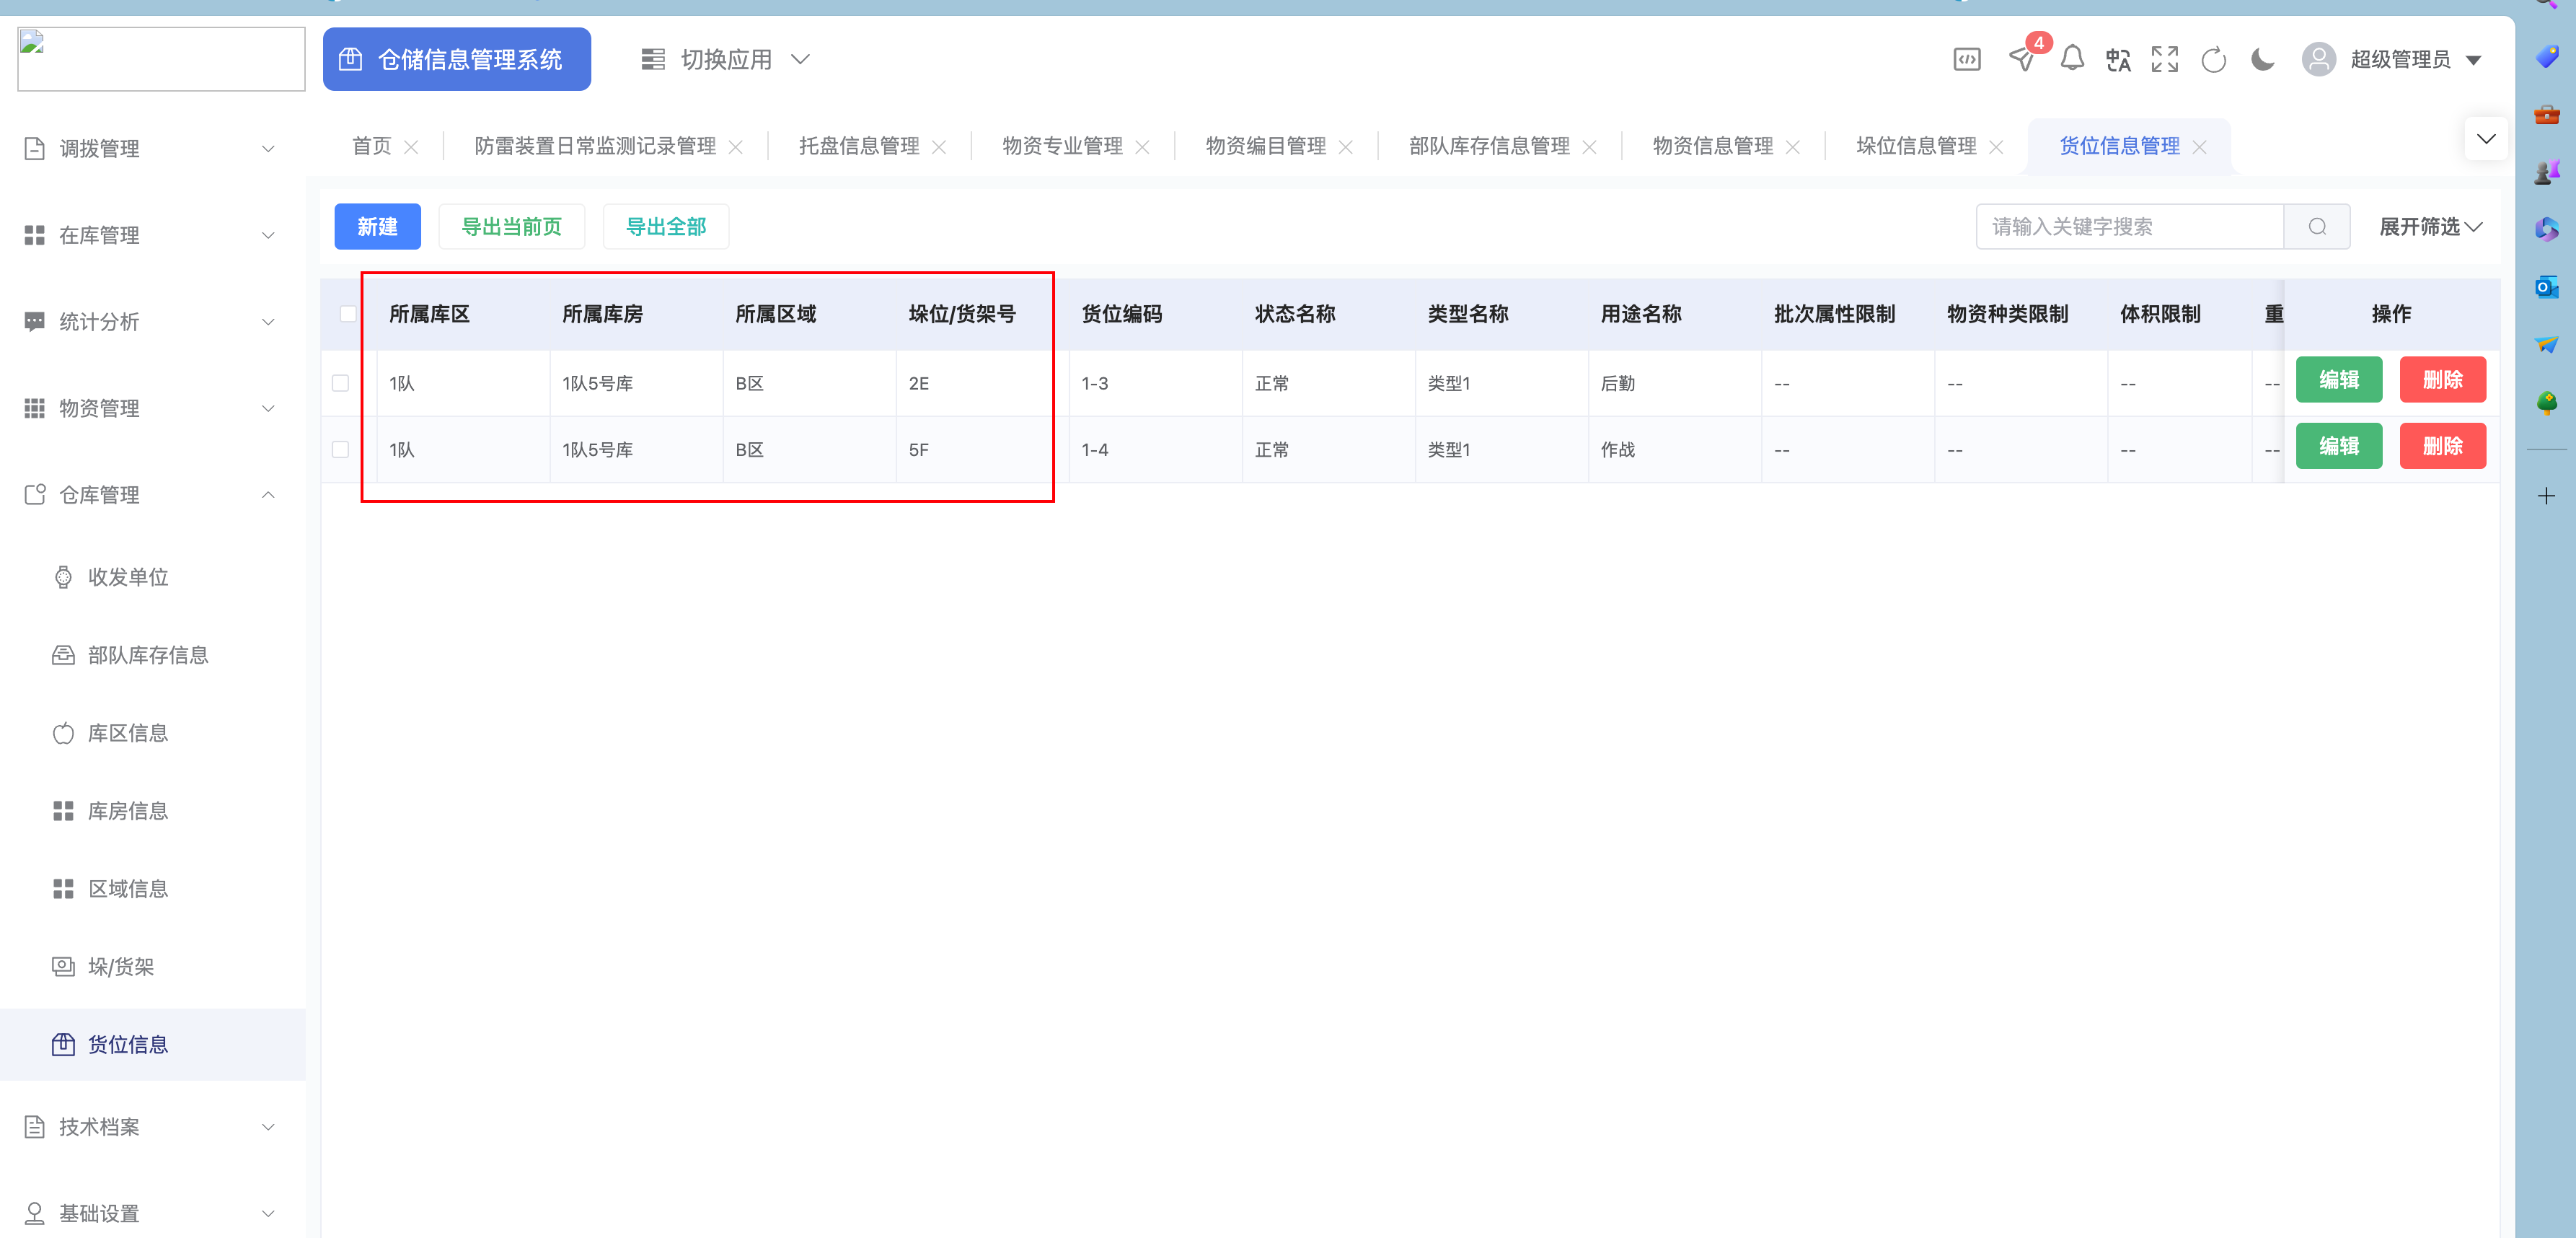 仓储信息管理系统
切换应用
4
超级管理员
调拨管理
在库管理
统计分析
物资管理
仓库管理
收发单位
部队库存信息
库区信息
库房信息
区域信息
垛/货架
货位信息
技术档案
基础设置
首页 防雷装置日常监测记录管理 托盘信息管理 物资专业管理 物资编目管理 部队库存信息管理 物资信息管理 垛位信息管理 货位信息管理
新建 导出当前页 导出全部 请输入关键字搜索 展开筛选
所属库区 所属库房 所属区域 垛位/货架号 货位编码 状态名称 类型名称 用途名称 批次属性限制 物资种类限制 体积限制 重 操作
1队 1队5号库 B区 2E 1-3 正常 类型1 后勤 -- -- -- -- 编辑 删除
1队 1队5号库 B区 5F 1-4 正常 类型1 作战 -- -- -- -- 编辑 删除